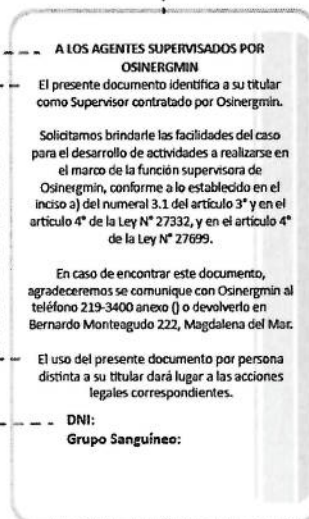 A LOS AGENTES SUPERVISADOS POR
OSINERGMIN
El presente documento identifica a su titular
como Supervisor contratado por Osinergmin.
Solicitamos brindarle las facilidades del caso
para el desarrollo de actividades a realizarse en
el marco de la función supervisora de
Osinergmin, conforme a lo establecido en el
inciso a) del numeral 3.1 del artículo 3° y en el
artículo 4° de la Ley N° 27332, y en el artículo 4°
de la Ley N° 27699.
En caso de encontrar este documento,
agradeceremos se comunique con Osinergmin al
teléfono 219-3400 anexo () o devolverlo en
Bernardo Monteagudo 222, Magdalena del Mar.
El uso del presente documento por persona
distinta a su titular dará lugar a las acciones
legales correspondientes.
DNI:
Grupo Sanguíneo: